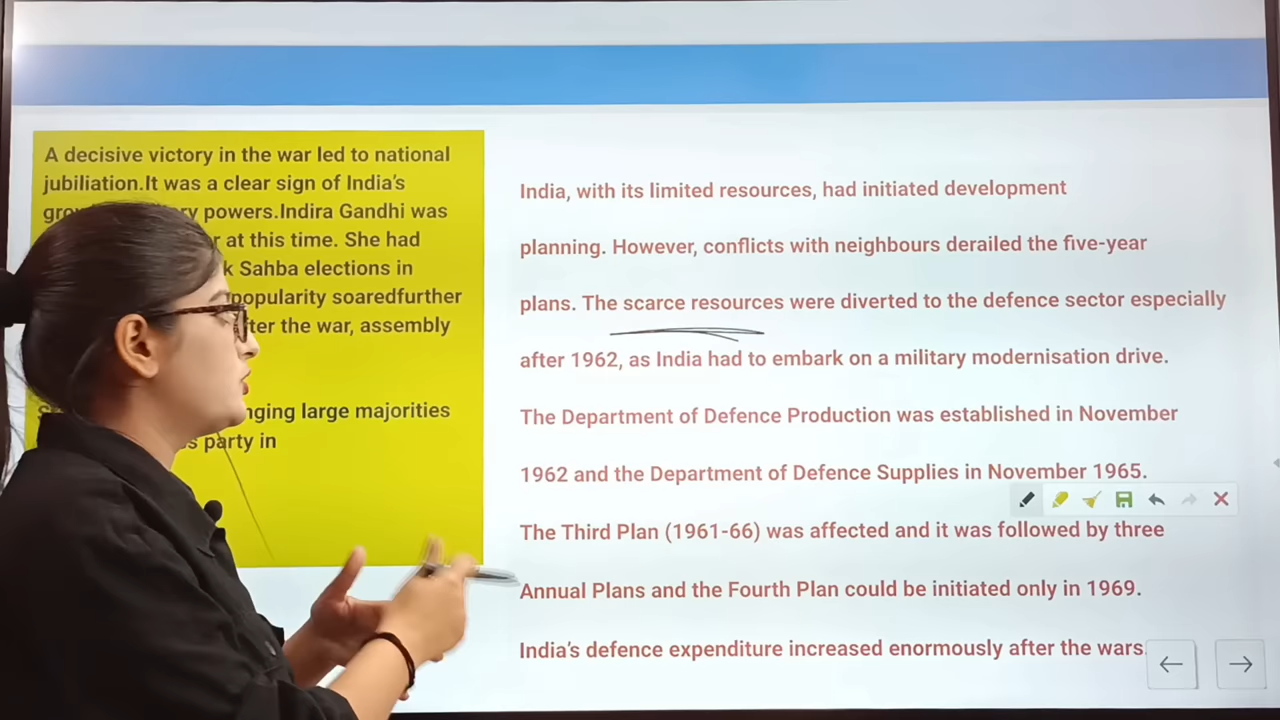 A decisive victory in the war led to national
jubiliation.It was a clear sign of India's
powers.Indira Gandhi was
at this time. She had
Sahba elections in
popularity soaredfurther
the war, assembly
large majorities
party in
India, with its limited resources, had initiated development
planning. However, conflicts with neighbours derailed the five-year
plans. The scarce resources were diverted to the defence sector especially
after 1962, as India had to embark on a military modernisation drive.
The Department of Defence Production was established in November
1962 and the Department of Defence Supplies in November 1965.
The Third Plan (1961-66) was affected and it was followed by three
Annual Plans and the Fourth Plan could be initiated only in 1969.
India's defence expenditure increased enormously after the wars